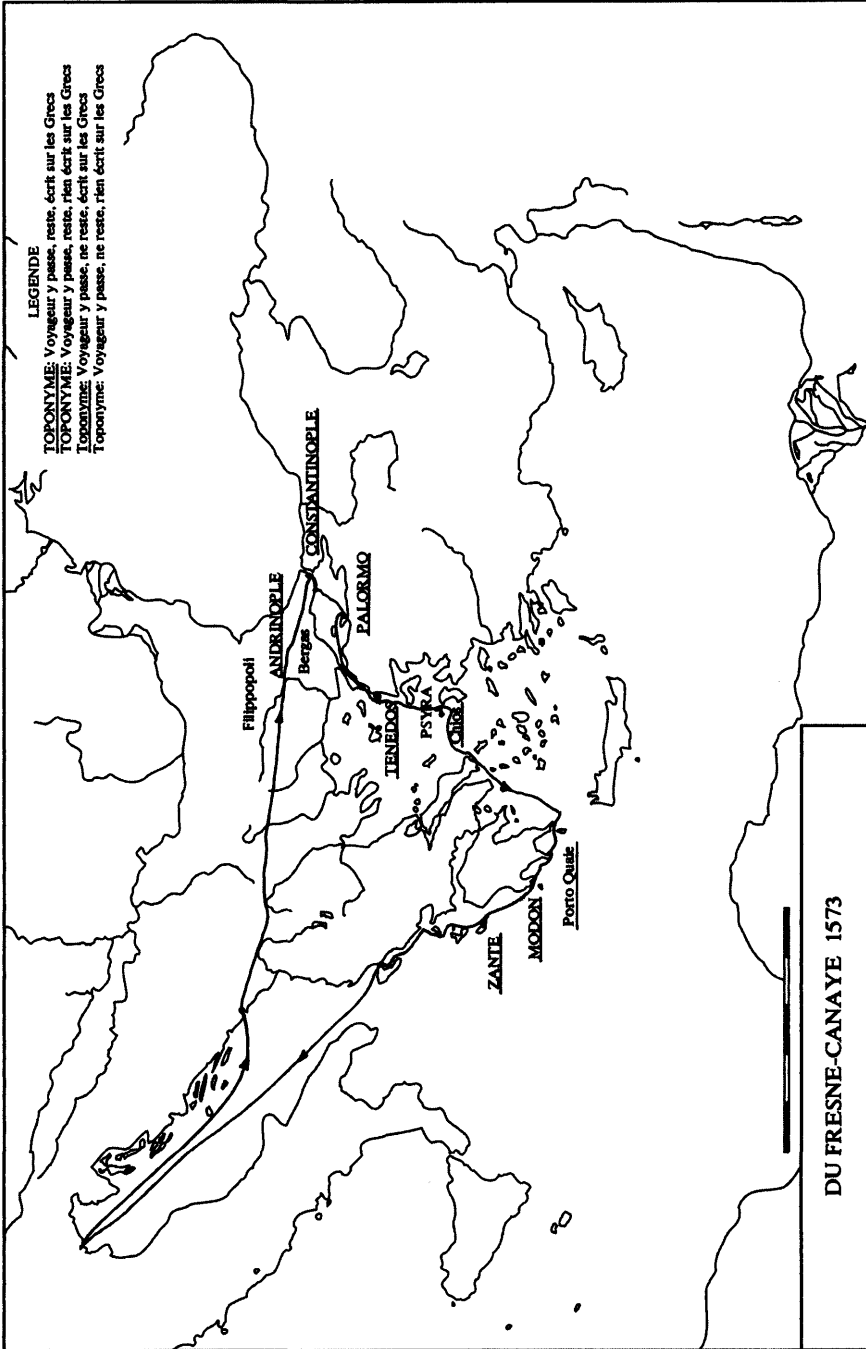 LEGENDE
TOPONYME: Voyageur y passe, reste, écrit sur les Grecs
TOPONYME: Voyageur y passe, reste, rien écrit sur les Grecs
Toponyme: Voyageur y passe, ne reste, écrit sur les Grecs
Toponyme: Voyageur y passe, ne reste, rien écrit sur les Grecs
Filippopoli
ANDRINOPLE
Bergas
CONSTANTINOPLE
PALORMO
TENEDOS
PSYRA
Chios
ZANTE
MODON
Porto Quaie
DU FRESNE-CANAYE 1573